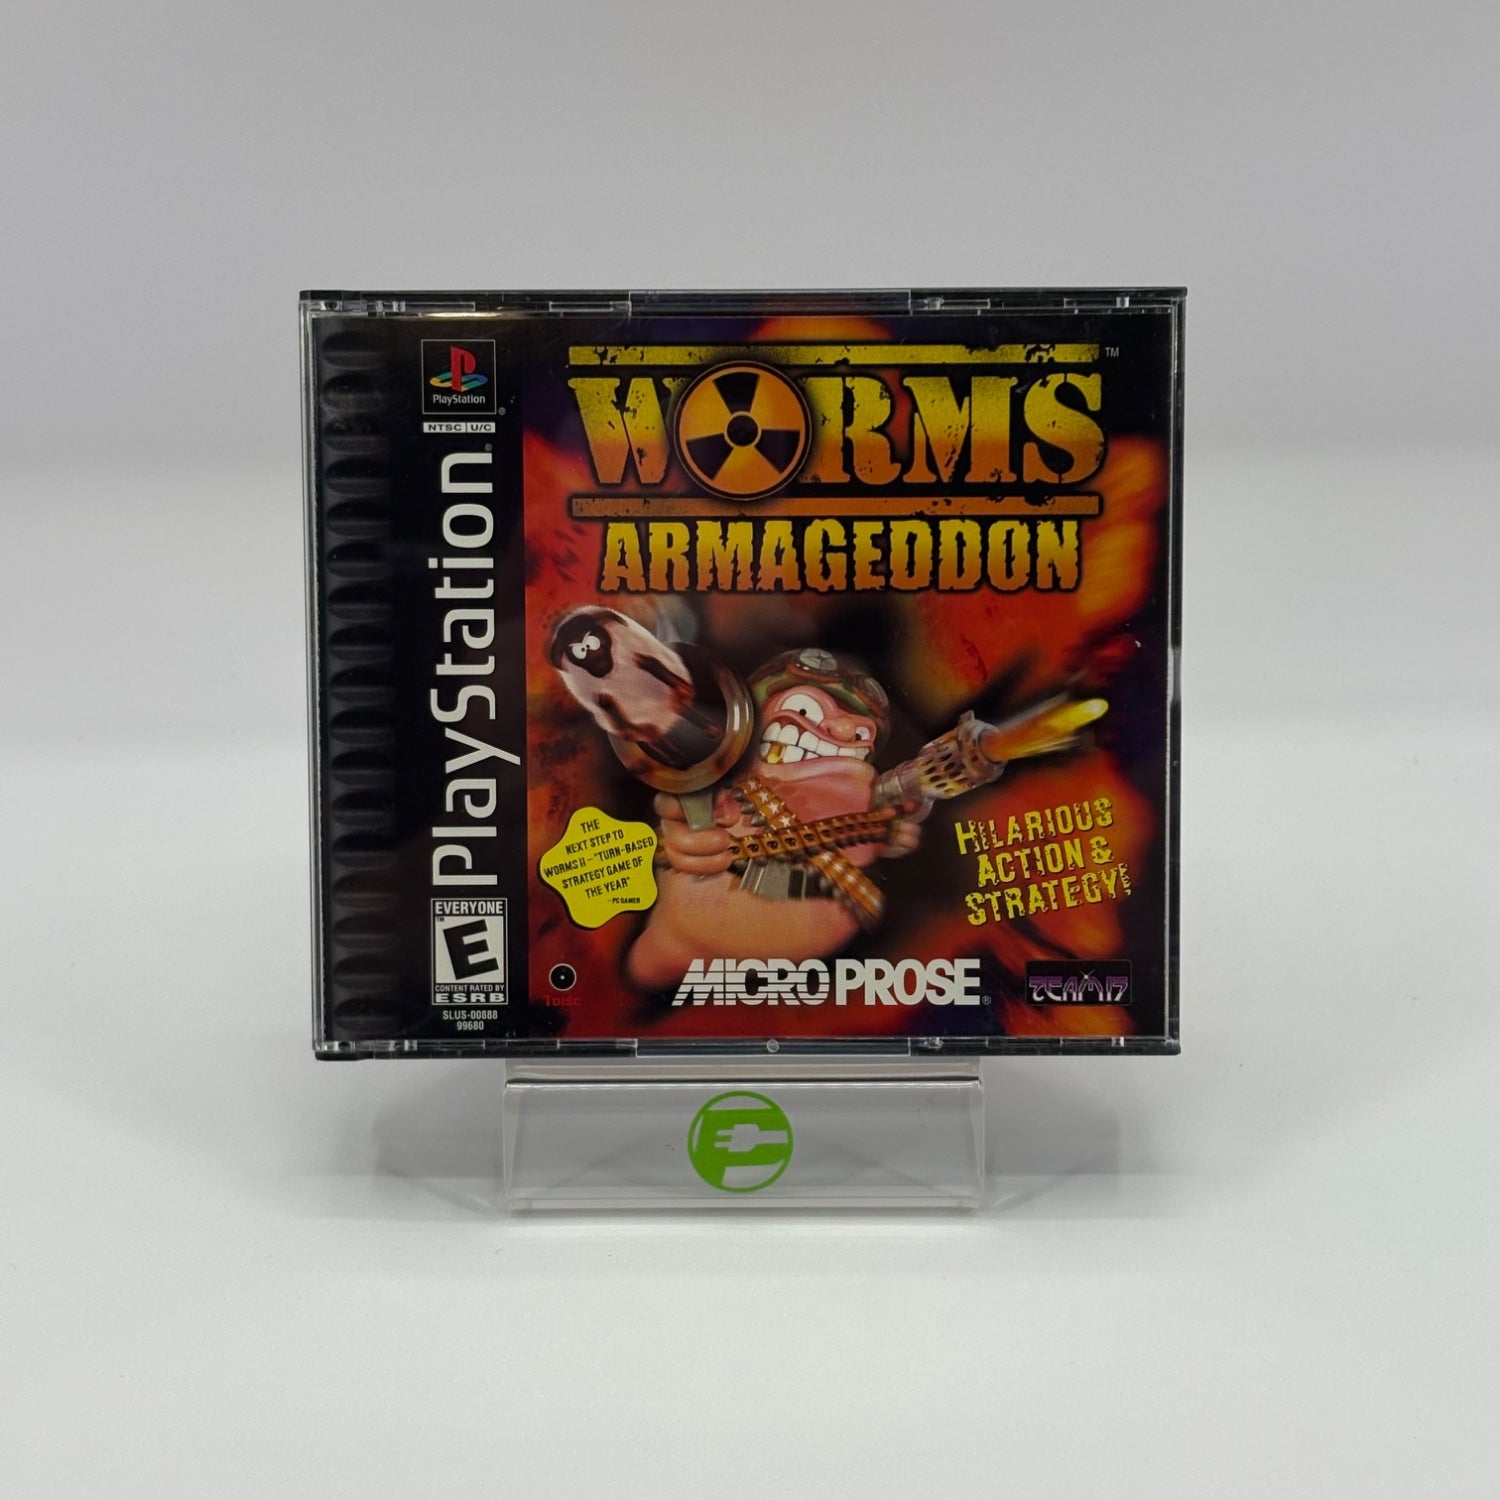 PlayStation
®
NTSC U/C
PlayStation®
EVERYONE
™
E
CONTENT RATED BY
ESRB
SLUS-00888
99680
WORMS™
ARMAGEDDON
THE
NEXT STEP TO
WORMS II – "TURN-BASED
STRATEGY GAME OF
THE YEAR"
– PC GAMER
HILARIOUS
ACTION &
STRATEGY!
1 DISC
MICROPROSE®
TEAM17